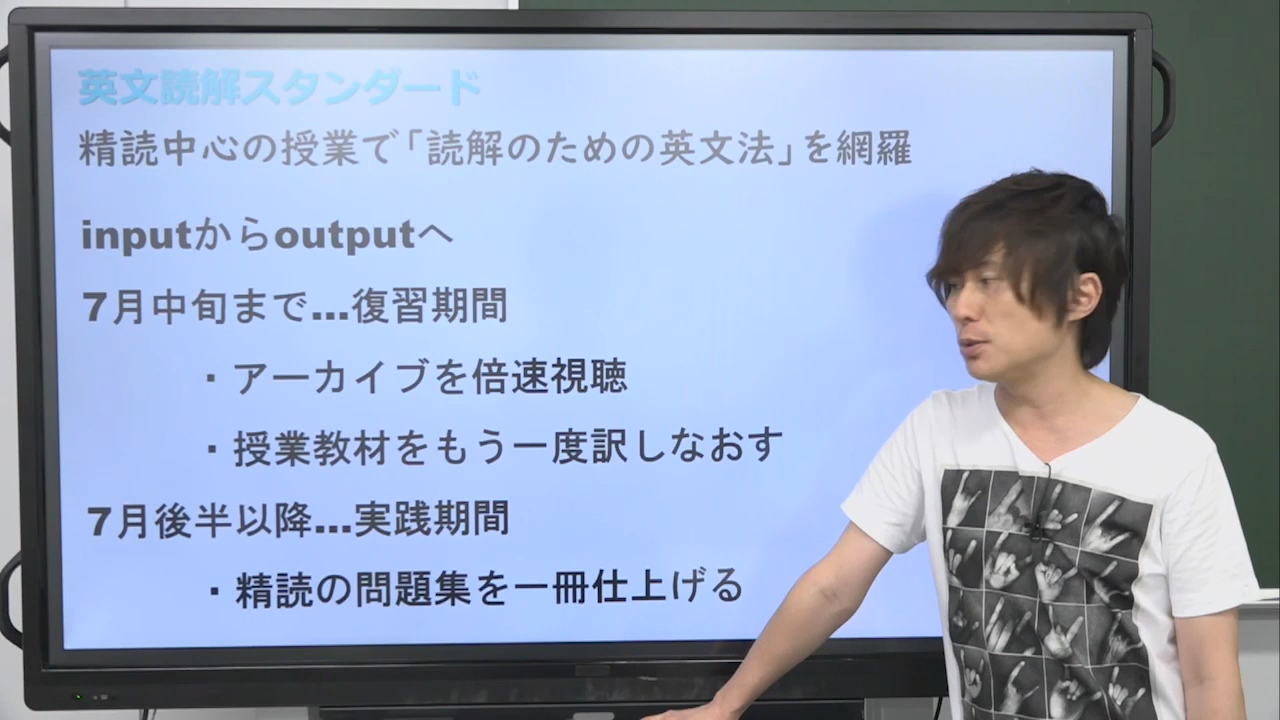 英文読解スタンダード
精読中心の授業で「読解のための英文法」を網羅
inputからoutputへ
7月中旬まで…復習期間
・アーカイブを倍速視聴
・授業教材をもう一度訳しなおす
7月後半以降…実践期間
・精読の問題集を一冊仕上げる